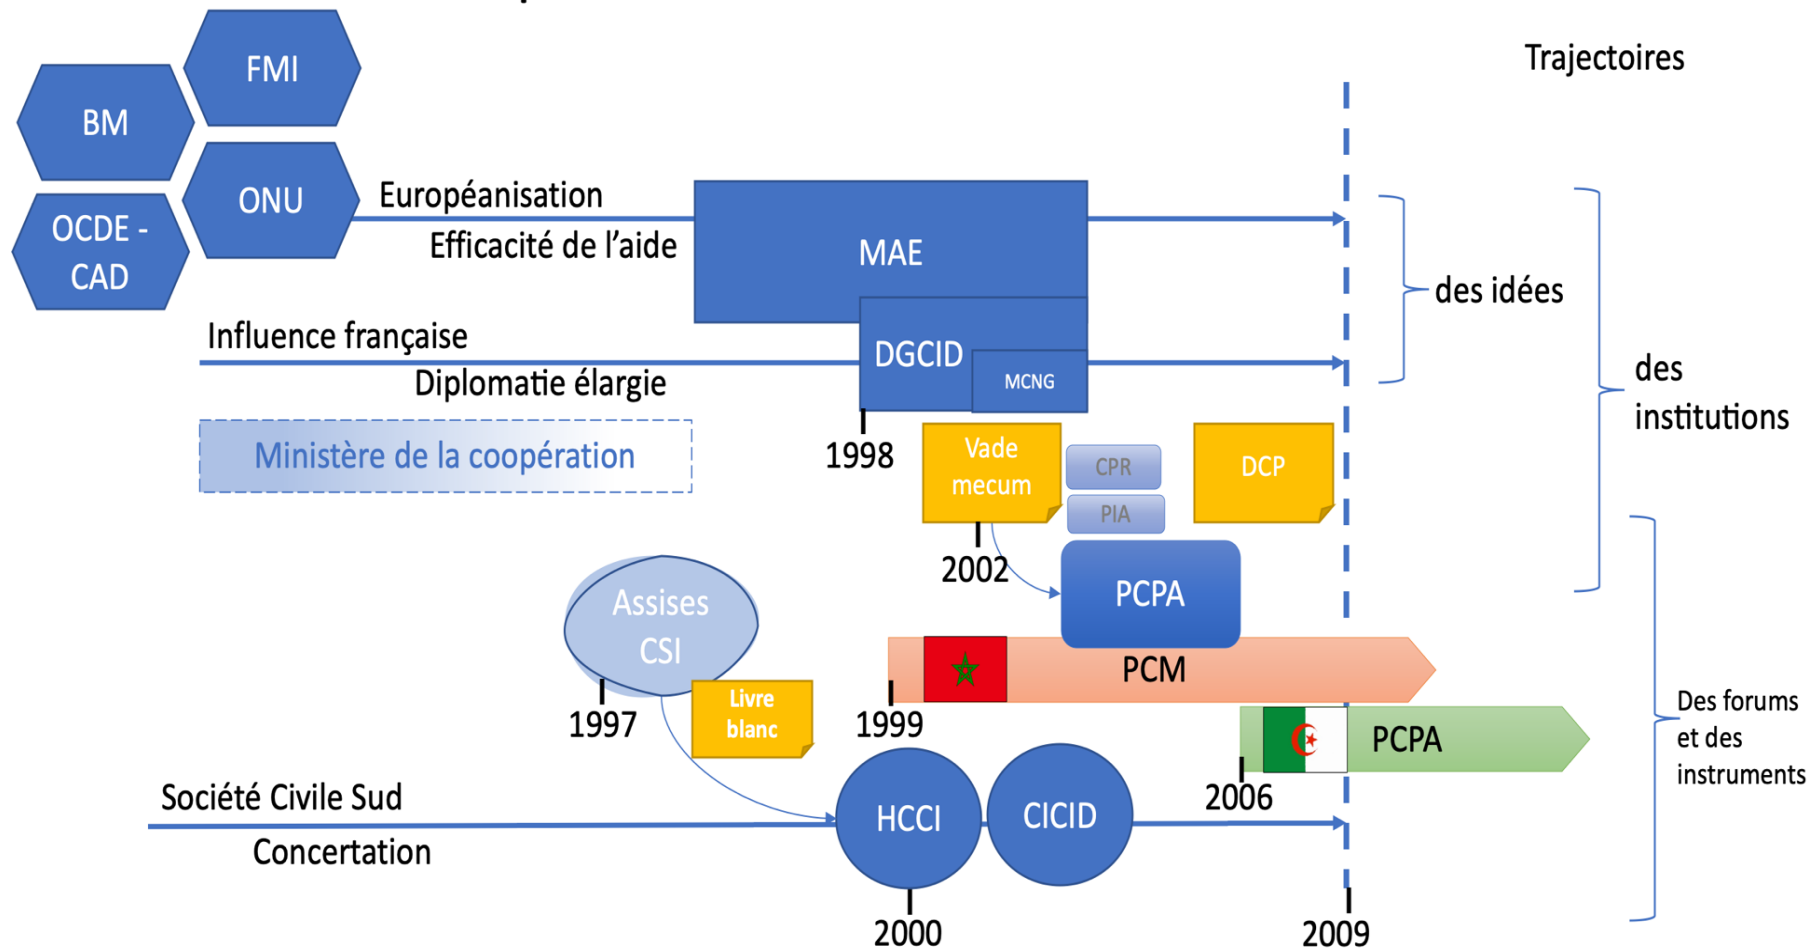 FMI
Trajectoires
BM
ONU
Européanisation
OCDE -
CAD
Efficacité de l'aide
MAE
des idées
Influence française
DGCID
Diplomatie élargie
MCNG
des
institutions
Ministère de la coopération
1998
Vade
mecum
CPR
DCP
PIA
2002
PCPA
Assises
CSI
PCM
1997
Livre
blanc
1999
Des forums
et des
instruments
PCPA
2006
Société Civile Sud
HCCI
CICID
Concertation
2000
2009